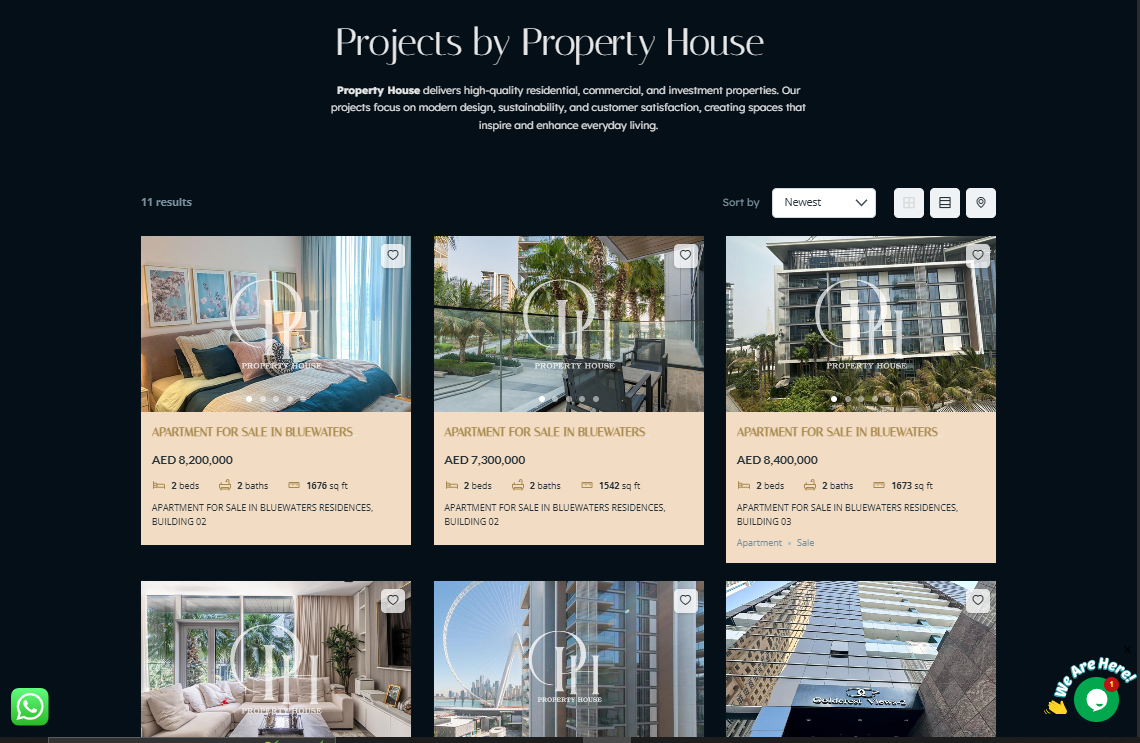 Projects by Property House
Property House delivers high-quality residential, commercial, and investment properties. Our
projects focus on modern design, sustainability, and customer satisfaction, creating spaces that
inspire and enhance everyday living.
11 results
Sort by
Newest
PROPERTY HOUSE
PROPERTY HOUSE
PROPERTY HOUSE
APARTMENT FOR SALE IN BLUEWATERS
AED 8,200,000
2 beds 2 baths 1676 sq ft
APARTMENT FOR SALE IN BLUEWATERS RESIDENCES,
BUILDING 02
APARTMENT FOR SALE IN BLUEWATERS
AED 7,300,000
2 beds 2 baths 1542 sq ft
APARTMENT FOR SALE IN BLUEWATERS RESIDENCES,
BUILDING 02
APARTMENT FOR SALE IN BLUEWATERS
AED 8,400,000
2 beds 2 baths 1673 sq ft
APARTMENT FOR SALE IN BLUEWATERS RESIDENCES,
BUILDING 03
Apartment • Sale
PROPERTY HOUSE
PROPERTY HOUSE
Goldcrest Views-2
We Are Here!
1